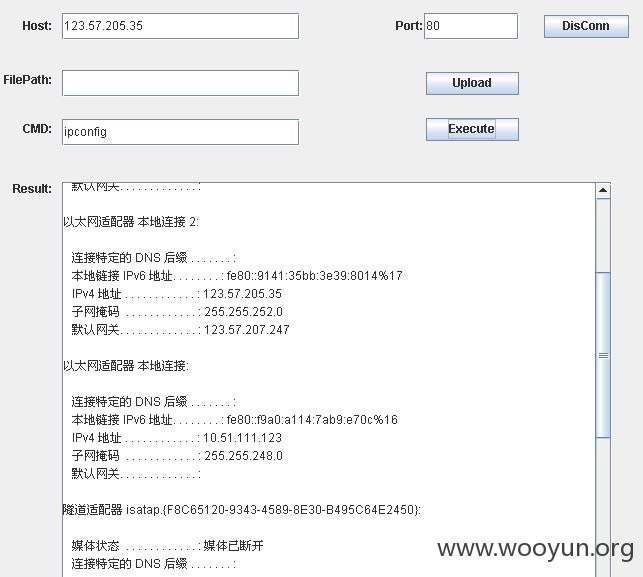 Host: 123.57.205.35 Port: 80 DisConn
FilePath: Upload
CMD: ipconfig Execute
Result:
默认网关. . . . . . . . . . . . . :
以太网适配器 本地连接 2:
连接特定的 DNS 后缀 . . . . . . . :
本地链接 IPv6 地址. . . . . . . . : fe80::9141:35bb:3e39:8014%17
IPv4 地址 . . . . . . . . . . . . : 123.57.205.35
子网掩码 . . . . . . . . . . . . : 255.255.252.0
默认网关. . . . . . . . . . . . . : 123.57.207.247
以太网适配器 本地连接:
连接特定的 DNS 后缀 . . . . . . . :
本地链接 IPv6 地址. . . . . . . . : fe80::f9a0:a114:7ab9:e70c%16
IPv4 地址 . . . . . . . . . . . . : 10.51.111.123
子网掩码 . . . . . . . . . . . . : 255.255.248.0
默认网关. . . . . . . . . . . . . :
隧道适配器 isatap.{F8C65120-9343-4589-8E30-B495C64E2450}:
媒体状态 . . . . . . . . . . . . : 媒体已断开
连接特定的 DNS 后缀 . . . . . . . :
www.wooyun.org